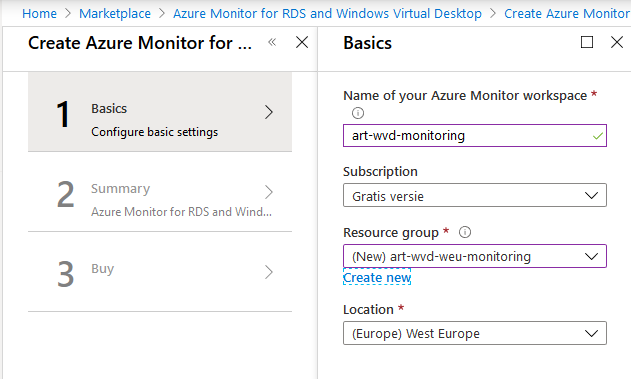 Home > Marketplace > Azure Monitor for RDS and Windows Virtual Desktop > Create Azure Monitor
Create Azure Monitor for ... «
1 Basics
Configure basic settings
2 Summary
Azure Monitor for RDS and Wind...
3 Buy
Basics
Name of your Azure Monitor workspace *
art-wvd-monitoring
Subscription
Gratis versie
Resource group *
(New) art-wvd-weu-monitoring
Create new
Location *
(Europe) West Europe